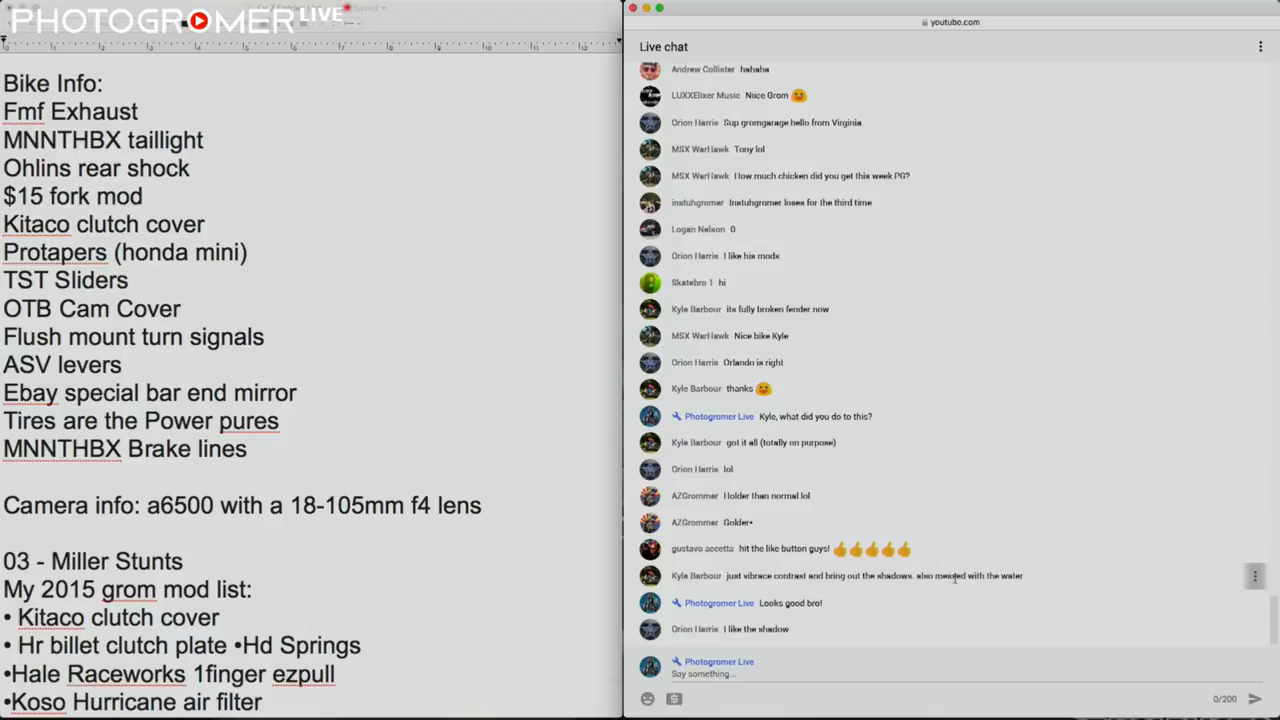 PHOTOGROMER LIVE
Saved
Bike Info:
Fmf Exhaust
MNNTHBX taillight
Ohlins rear shock
$15 fork mod
Kitaco clutch cover
Protapers (honda mini)
TST Sliders
OTB Cam Cover
Flush mount turn signals
ASV levers
Ebay special bar end mirror
Tires are the Power pures
MNNTHBX Brake lines
Camera info: a6500 with a 18-105mm f4 lens
03 - Miller Stunts
My 2015 grom mod list:
• Kitaco clutch cover
• Hr billet clutch plate •Hd Springs
•Hale Raceworks 1finger ezpull
•Koso Hurricane air filter
youtube.com
Live chat
Andrew Collister hahaha
LUXXElixer Music Niice Grom
Orion Harris Sup gromgarage hello from Virginia
MSX WarHawk Tony lol
MSX WarHawk How much chicken did you get this week PG?
instuhgromer Instuhgromer loses for the third time
Logan Nelson 0
Orion Harris I like his mods
Skatebro 1 hi
Kyle Barbour its fully broken fender now
MSX WarHawk Nice bike Kyle
Orion Harris Orlando is right
Kyle Barbour thanks
Photogromer Live Kyle, what did you do to this?
Kyle Barbour got it all (totally on purpose)
Orion Harris lol
AZGrommer Holder than normal lol
AZGrommer Golder*
gustavo accetta hit the like button guys! 👍👍👍👍👍
Kyle Barbour just vibrace contrast and bring out the shadows. also messed with the water
Photogromer Live Looks good bro!
Orion Harris I like the shadow
Photogromer Live
Say something...
0/200